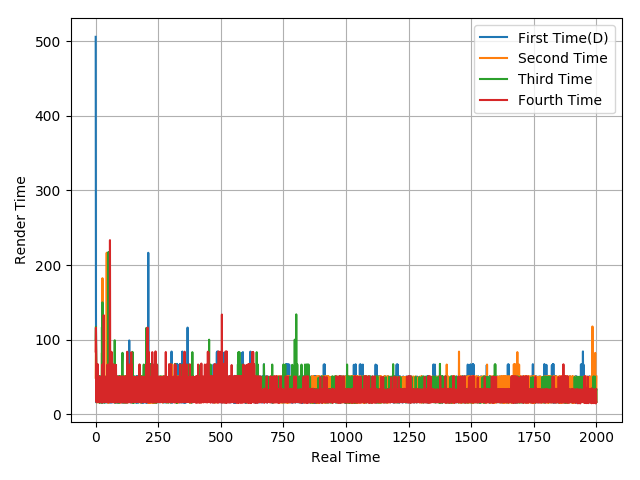 First Time(D)
Second Time
Third Time
Fourth Time
500
400
300
200
100
0
Render Time
0 250 500 750 1000 1250 1500 1750 2000
Real Time